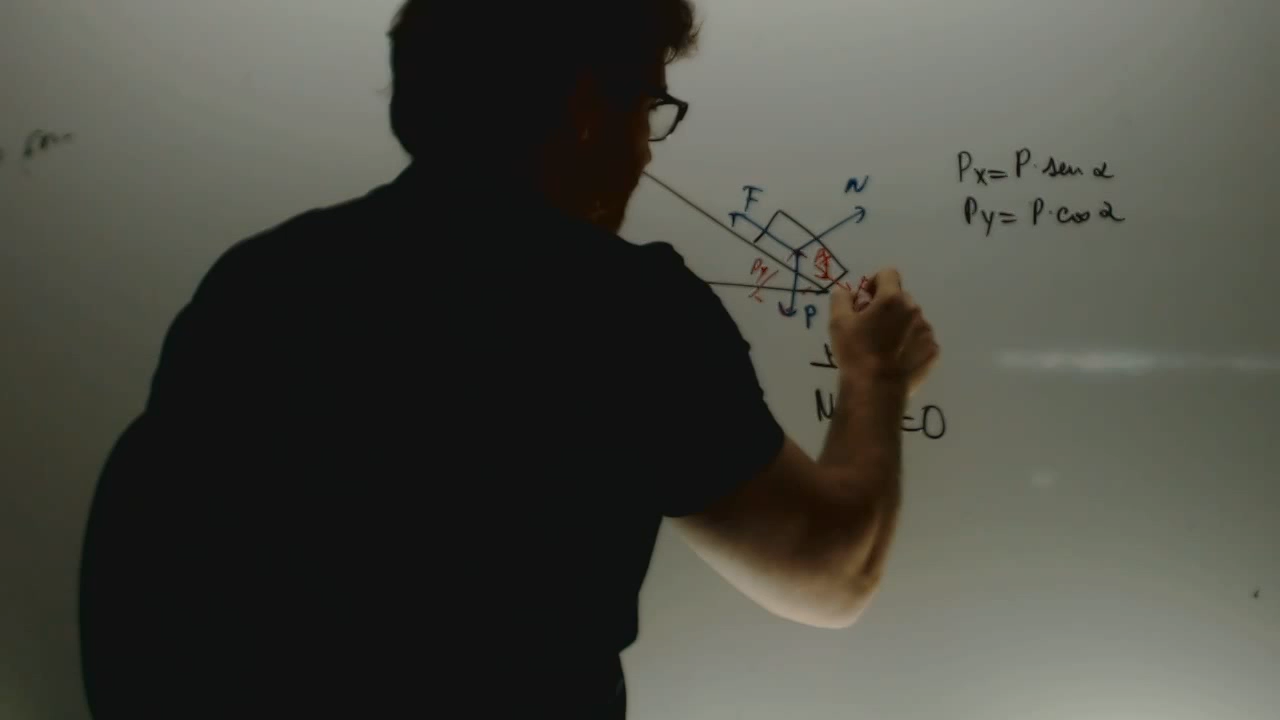 Px=P·sen α
Py=P·cos α
F
N
Py
P
N =0